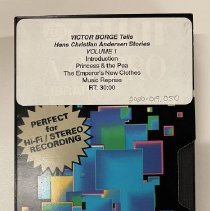 VICTOR BORGE Tells
Hans Christian Andersen Stories
VOLUME I
Introduction
Princess & the Pea
The Emperor's New Clothes
Music Reprise
RT: 30:00
PERFECT
for
Hi-Fi / STEREO
RECORDING